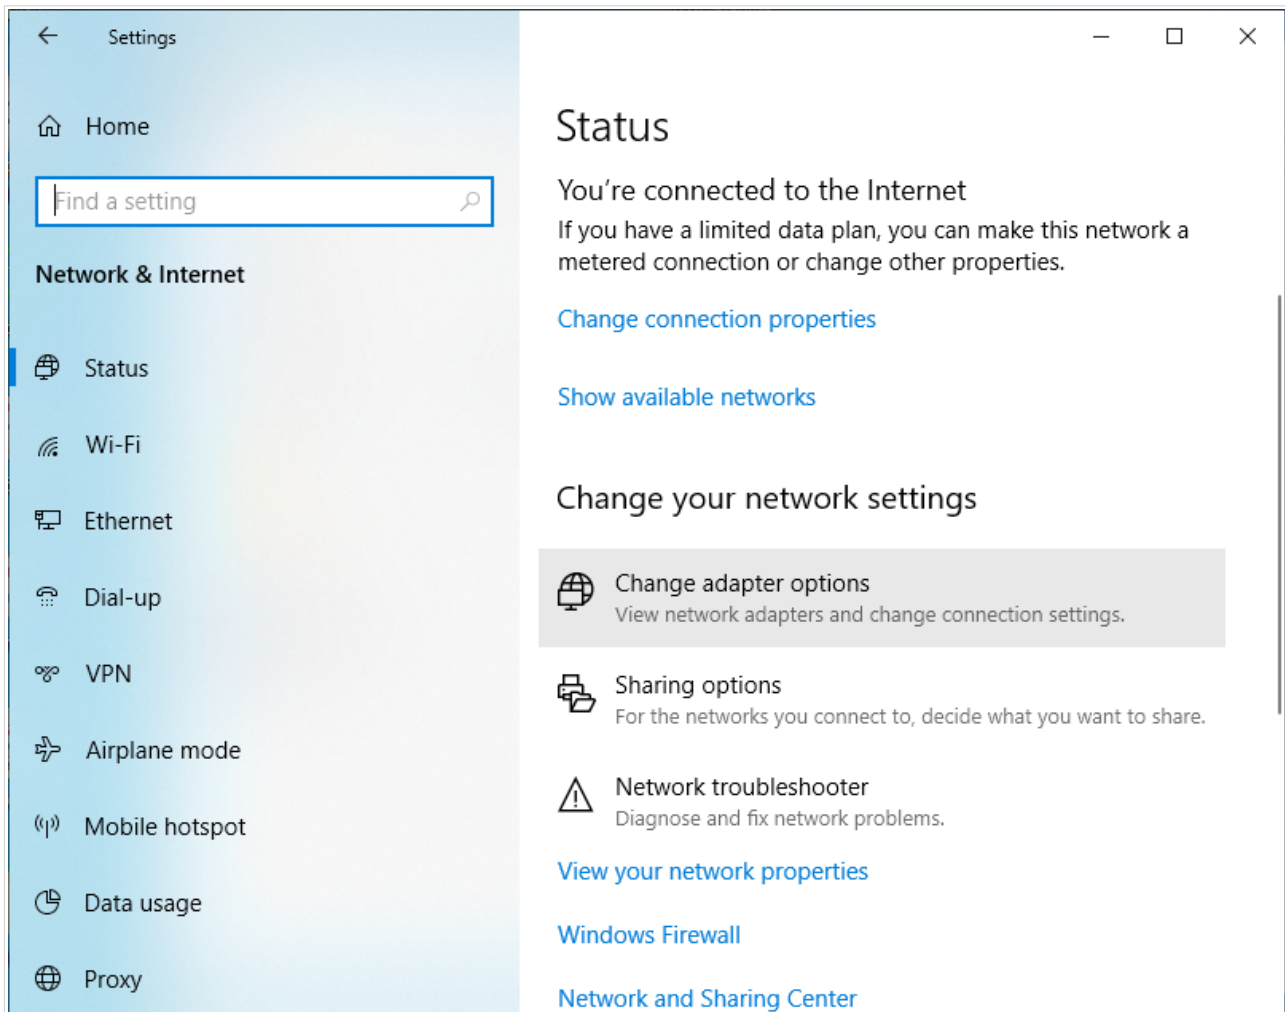 Settings
Home
Find a setting
Network & Internet
Status
Wi-Fi
Ethernet
Dial-up
VPN
Airplane mode
Mobile hotspot
Data usage
Proxy
Status
You're connected to the Internet
If you have a limited data plan, you can make this network a
metered connection or change other properties.
Change connection properties
Show available networks
Change your network settings
Change adapter options
View network adapters and change connection settings.
Sharing options
For the networks you connect to, decide what you want to share.
Network troubleshooter
Diagnose and fix network problems.
View your network properties
Windows Firewall
Network and Sharing Center